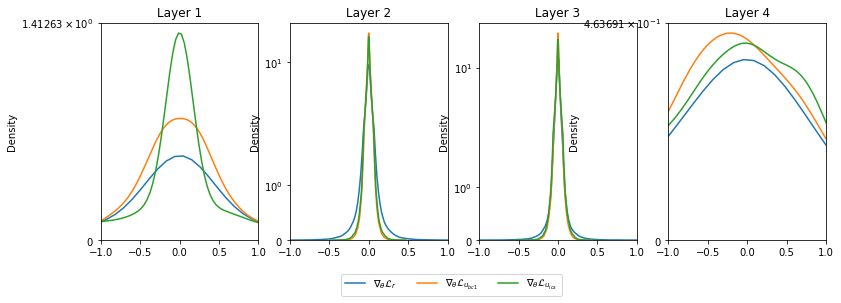 Layer 1
Layer 2
Layer 3
Layer 4
1.41263 × 10⁰
10¹
10¹
4.63691 × 10⁻¹
Density
Density
Density
Density
10⁰
10⁰
0
0
0
0
−1.0 −0.5 0.0 0.5 1.0
−1.0 −0.5 0.0 0.5 1.0
−1.0 −0.5 0.0 0.5 1.0
−1.0 −0.5 0.0 0.5 1.0
∇θℒr ∇θℒu_bc1 ∇θℒu_ics